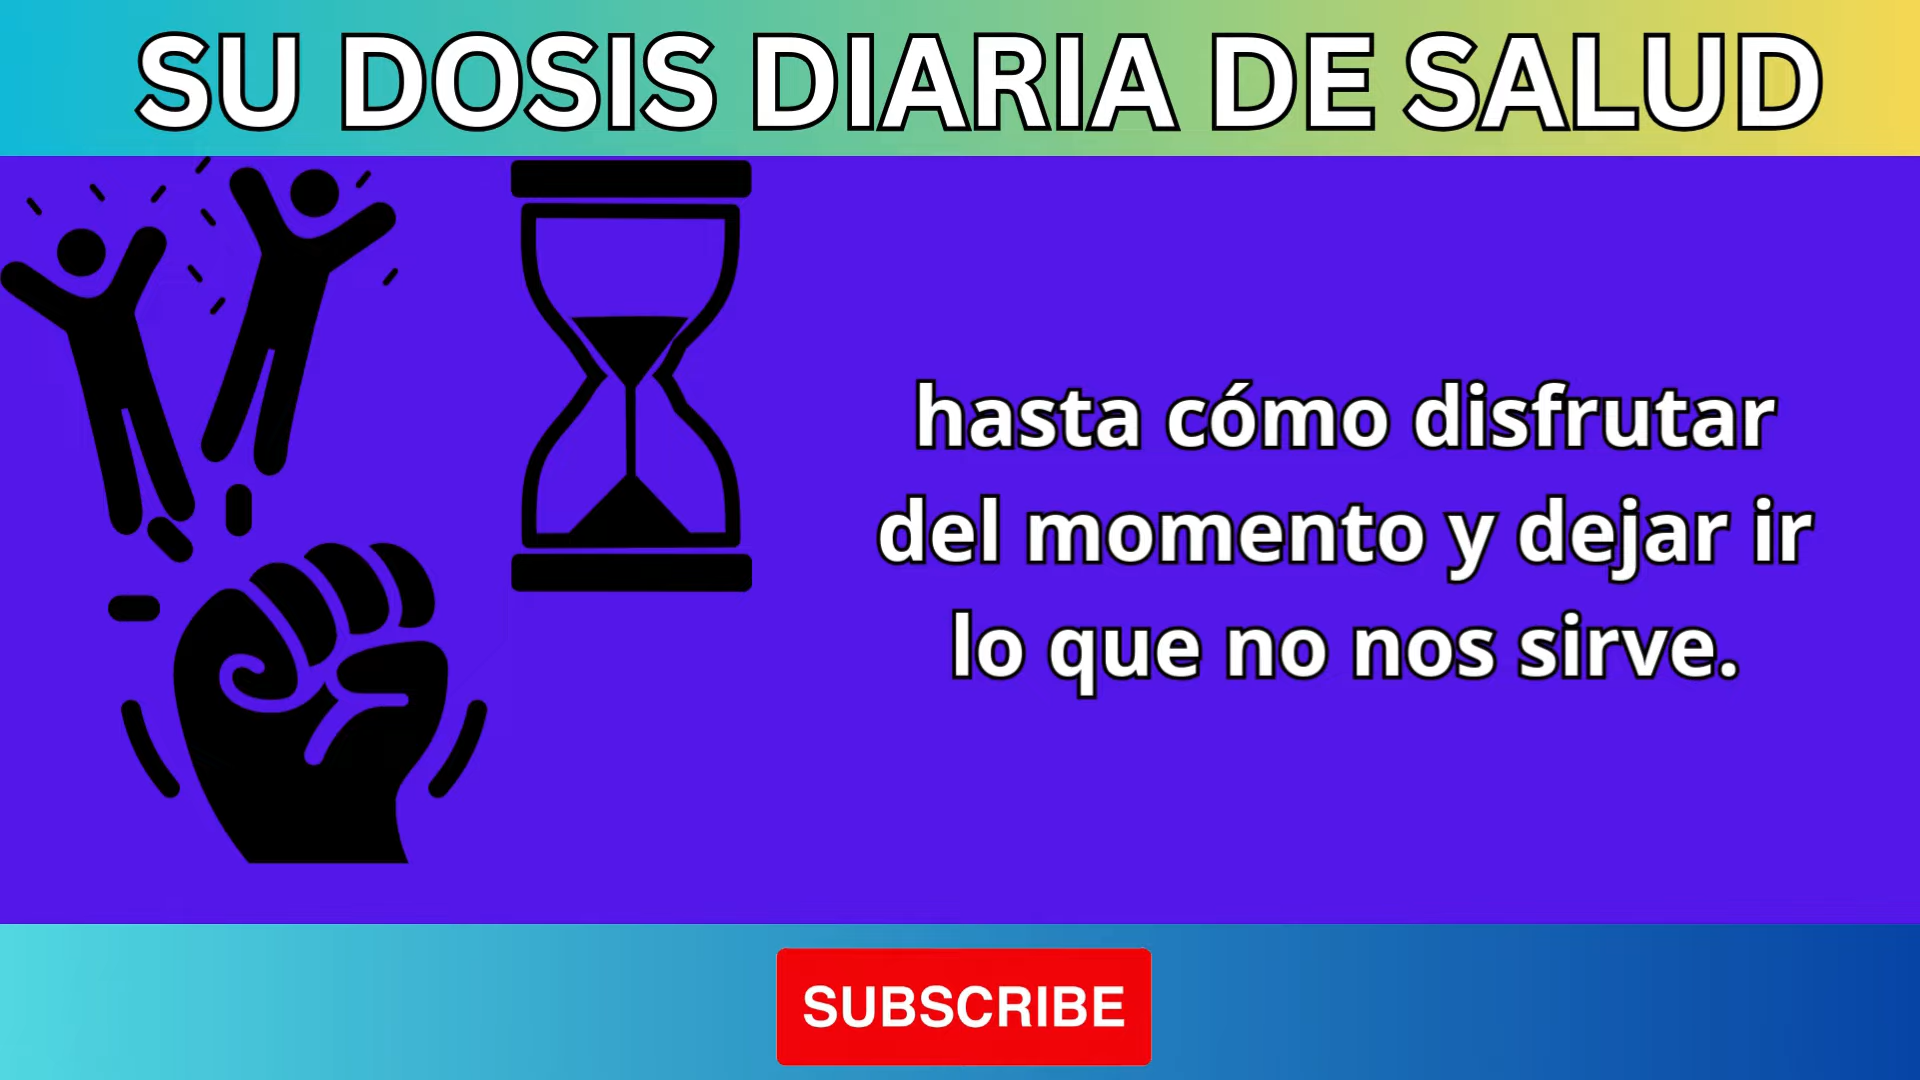 SU DOSIS DIARIA DE SALUD
hasta cómo disfrutar
del momento y dejar ir
lo que no nos sirve.
SUBSCRIBE